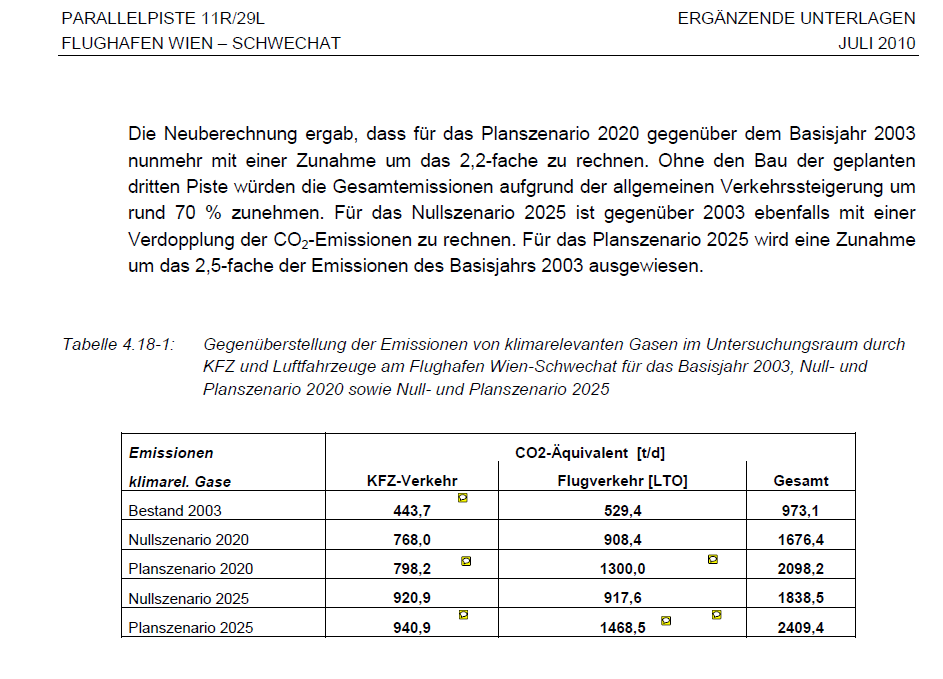 PARALLELPISTE 11R/29L ERGÄNZENDE UNTERLAGEN
FLUGHAFEN WIEN – SCHWECHAT JULI 2010
Die Neuberechnung ergab, dass für das Planszenario 2020 gegenüber dem Basisjahr 2003
nunmehr mit einer Zunahme um das 2,2-fache zu rechnen. Ohne den Bau der geplanten
dritten Piste würden die Gesamtemissionen aufgrund der allgemeinen Verkehrssteigerung um
rund 70 % zunehmen. Für das Nullszenario 2025 ist gegenüber 2003 ebenfalls mit einer
Verdopplung der CO₂-Emissionen zu rechnen. Für das Planszenario 2025 wird eine Zunahme
um das 2,5-fache der Emissionen des Basisjahrs 2003 ausgewiesen.
Tabelle 4.18-1: Gegenüberstellung der Emissionen von klimarelevanten Gasen im Untersuchungsraum durch
KFZ und Luftfahrzeuge am Flughafen Wien-Schwechat für das Basisjahr 2003, Null- und
Planszenario 2020 sowie Null- und Planszenario 2025
Emissionen CO2-Äquivalent [t/d]
klimarel. Gase KFZ-Verkehr Flugverkehr [LTO] Gesamt
Bestand 2003 443,7 529,4 973,1
Nullszenario 2020 768,0 908,4 1676,4
Planszenario 2020 798,2 1300,0 2098,2
Nullszenario 2025 920,9 917,6 1838,5
Planszenario 2025 940,9 1468,5 2409,4